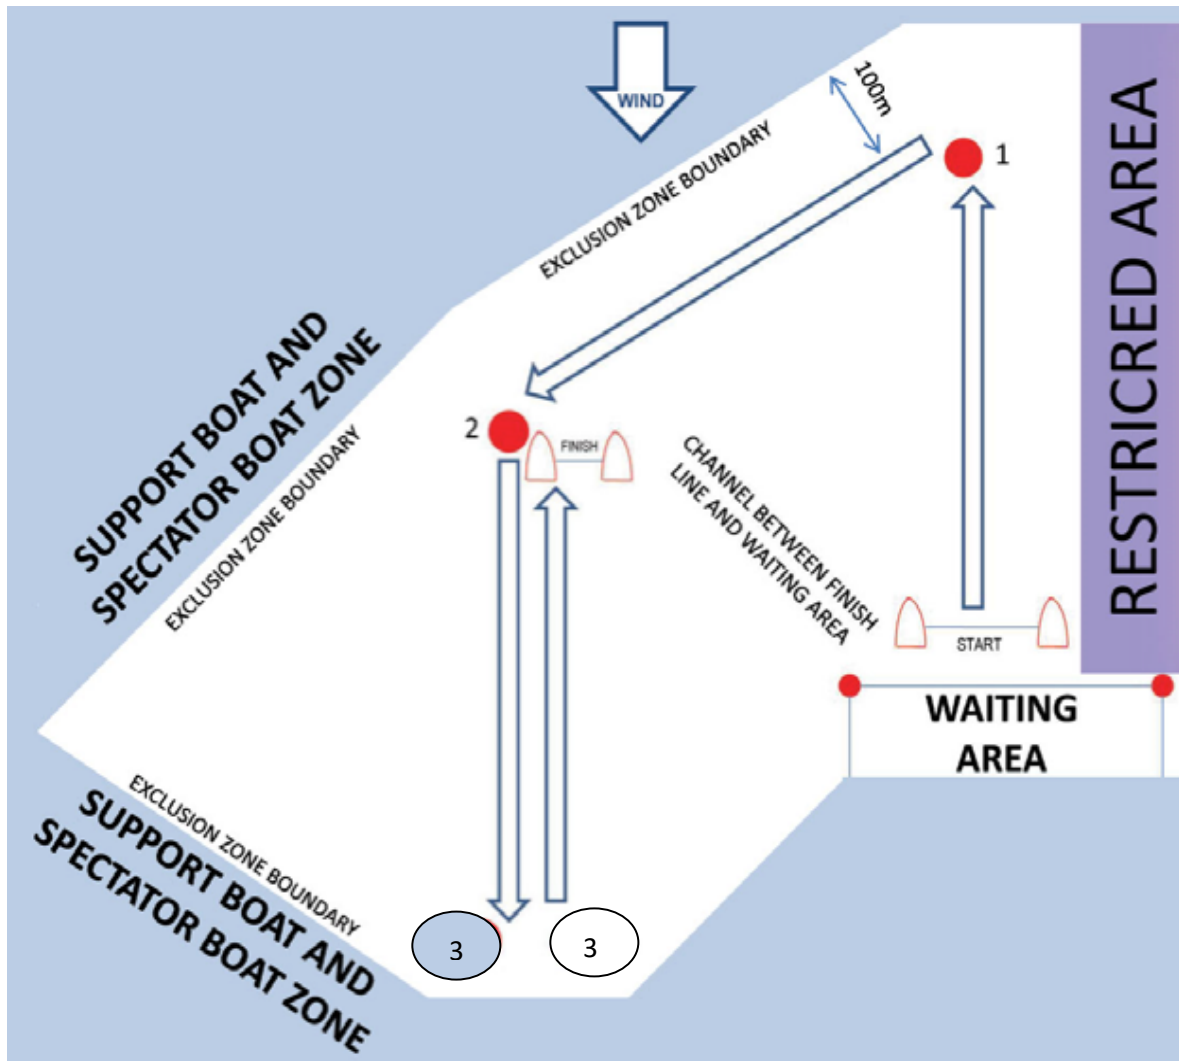 WIND
100m
EXCLUSION ZONE BOUNDARY
1
RESTRICRED AREA
SUPPORT BOAT AND
SPECTATOR BOAT ZONE
EXCLUSION ZONE BOUNDARY
2
FINISH
CHANNEL BETWEEN FINISH
LINE AND WAITING AREA
START
WAITING
AREA
EXCLUSION ZONE BOUNDARY
SUPPORT BOAT AND
SPECTATOR BOAT ZONE
3
3